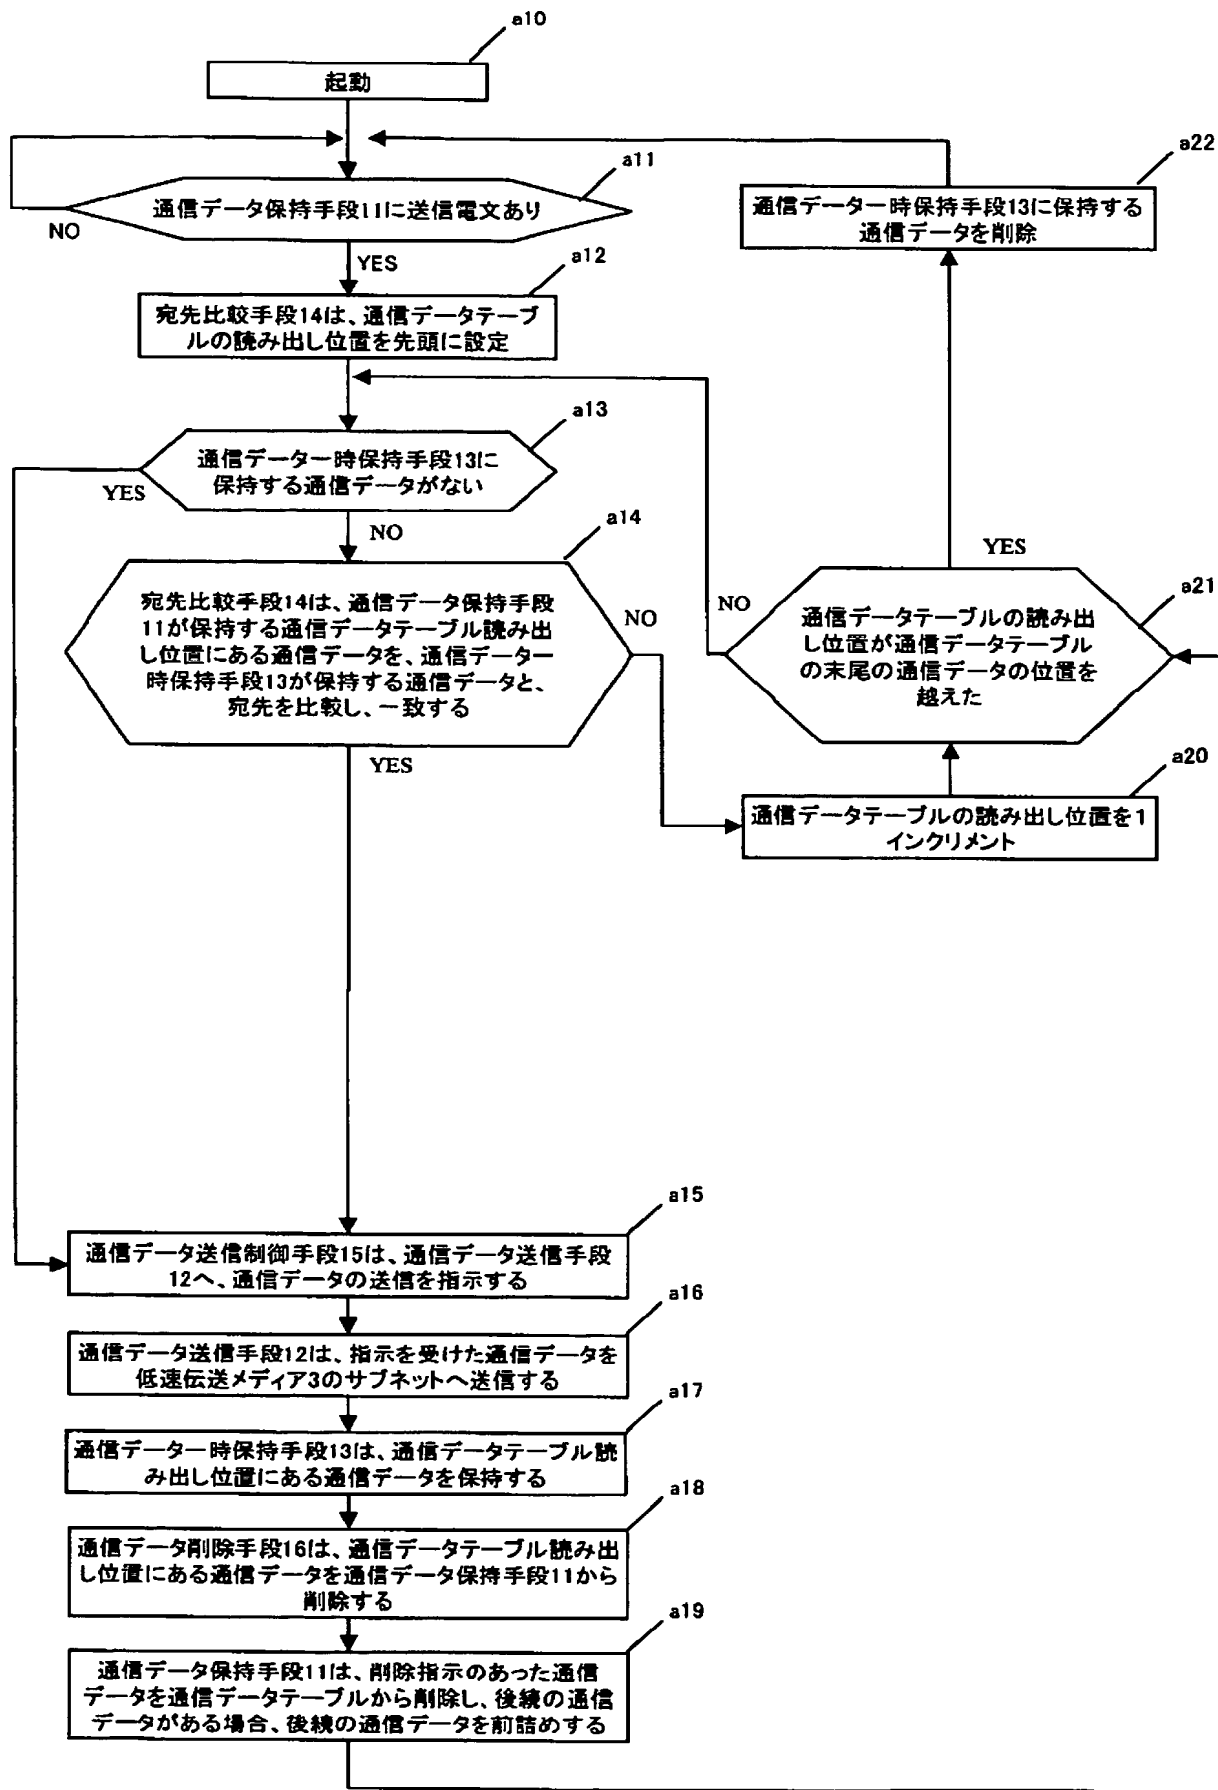 a10
起動
a11
通信データ保持手段11に送信電文あり
NO
YES
a12
宛先比較手段14は、通信データテーブ
ルの読み出し位置を先頭に設定
a13
通信データ一時保持手段13に
保持する通信データがない
YES
NO
a14
宛先比較手段14は、通信データ保持手段
11が保持する通信データテーブル読み出
し位置にある通信データを、通信データ一
時保持手段13が保持する通信データと、
宛先を比較し、一致する
NO
YES
a22
通信データ一時保持手段13に保持する
通信データを削除
YES
NO
a21
通信データテーブルの読み出
し位置が通信データテーブル
の末尾の通信データの位置を
越えた
a20
通信データテーブルの読み出し位置を1
インクリメント
a15
通信データ送信制御手段15は、通信データ送信手段
12へ、通信データの送信を指示する
a16
通信データ送信手段12は、指示を受けた通信データを
低速伝送メディア3のサブネットへ送信する
a17
通信データ一時保持手段13は、通信データテーブル読
み出し位置にある通信データを保持する
a18
通信データ削除手段16は、通信データテーブル読み出
し位置にある通信データを通信データ保持手段11から
削除する
a19
通信データ保持手段11は、削除指示のあった通信
データを通信データテーブルから削除し、後続の通信
データがある場合、後続の通信データを前詰めする